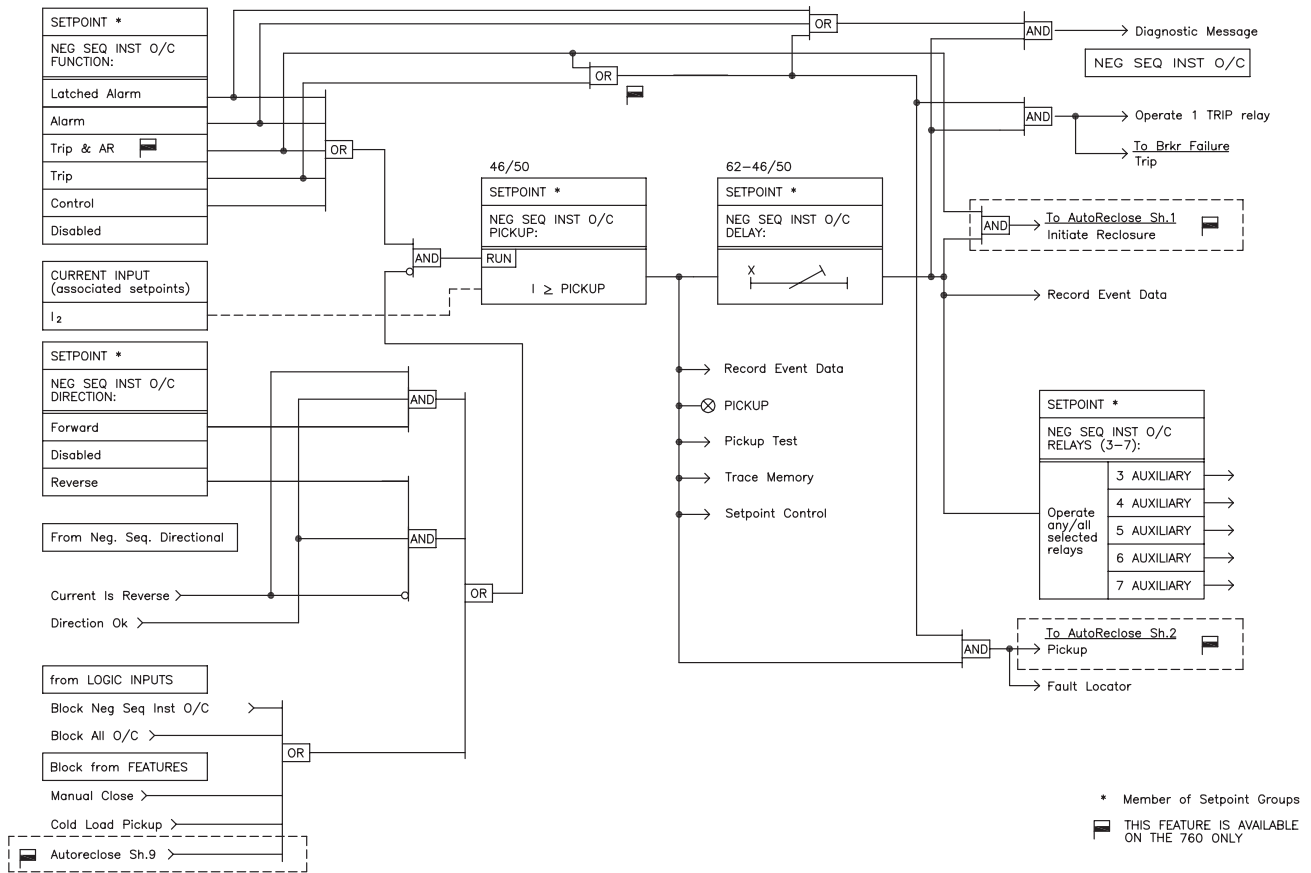 SETPOINT *
NEG SEQ INST O/C
FUNCTION:
Latched Alarm
Alarm
Trip & AR
Trip
Control
Disabled
OR
CURRENT INPUT
(associated setpoints)
I2
AND
46/50
SETPOINT *
NEG SEQ INST O/C
PICKUP:
RUN
I ≥ PICKUP
62-46/50
SETPOINT *
NEG SEQ INST O/C
DELAY:
X
OR
OR
AND
Diagnostic Message
NEG SEQ INST O/C
AND
Operate 1 TRIP relay
To Brkr Failure
Trip
AND
To AutoReclose Sh.1
Initiate Reclosure
Record Event Data
SETPOINT *
NEG SEQ INST O/C
DIRECTION:
Forward
Disabled
Reverse
AND
From Neg. Seq. Directional
AND
Current Is Reverse
Direction Ok
OR
from LOGIC INPUTS
Block Neg Seq Inst O/C
Block All O/C
OR
Block from FEATURES
Manual Close
Cold Load Pickup
Autoreclose Sh.9
Record Event Data
PICKUP
Pickup Test
Trace Memory
Setpoint Control
SETPOINT *
NEG SEQ INST O/C
RELAYS (3-7):
Operate
any/all
selected
relays
3 AUXILIARY
4 AUXILIARY
5 AUXILIARY
6 AUXILIARY
7 AUXILIARY
AND
To AutoReclose Sh.2
Pickup
Fault Locator
* Member of Setpoint Groups
THIS FEATURE IS AVAILABLE
ON THE 760 ONLY